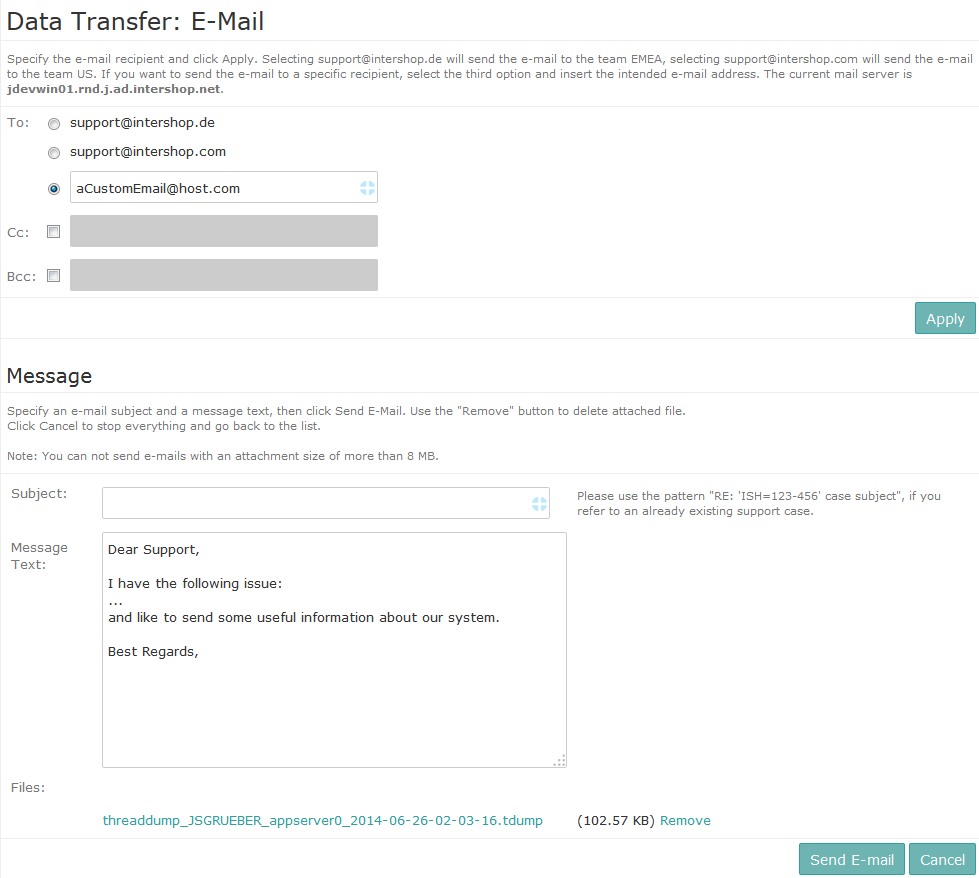 Data Transfer: E-Mail
Specify the e-mail recipient and click Apply. Selecting support@intershop.de will send the e-mail to the team EMEA, selecting support@intershop.com will send the e-mail
to the team US. If you want to send the e-mail to a specific recipient, select the third option and insert the intended e-mail address. The current mail server is
jdevwin01.rnd.j.ad.intershop.net.
To: support@intershop.de
support@intershop.com
aCustomEmail@host.com
Cc:
Bcc:
Apply
Message
Specify an e-mail subject and a message text, then click Send E-Mail. Use the "Remove" button to delete attached file.
Click Cancel to stop everything and go back to the list.
Note: You can not send e-mails with an attachment size of more than 8 MB.
Subject:
Please use the pattern "RE: 'ISH=123-456' case subject", if you
refer to an already existing support case.
Message
Text:
Dear Support,
I have the following issue:
...
and like to send some useful information about our system.
Best Regards,
Files:
threaddump_JSGRUEBER_appserver0_2014-06-26-02-03-16.tdump (102.57 KB) Remove
Send E-mail Cancel